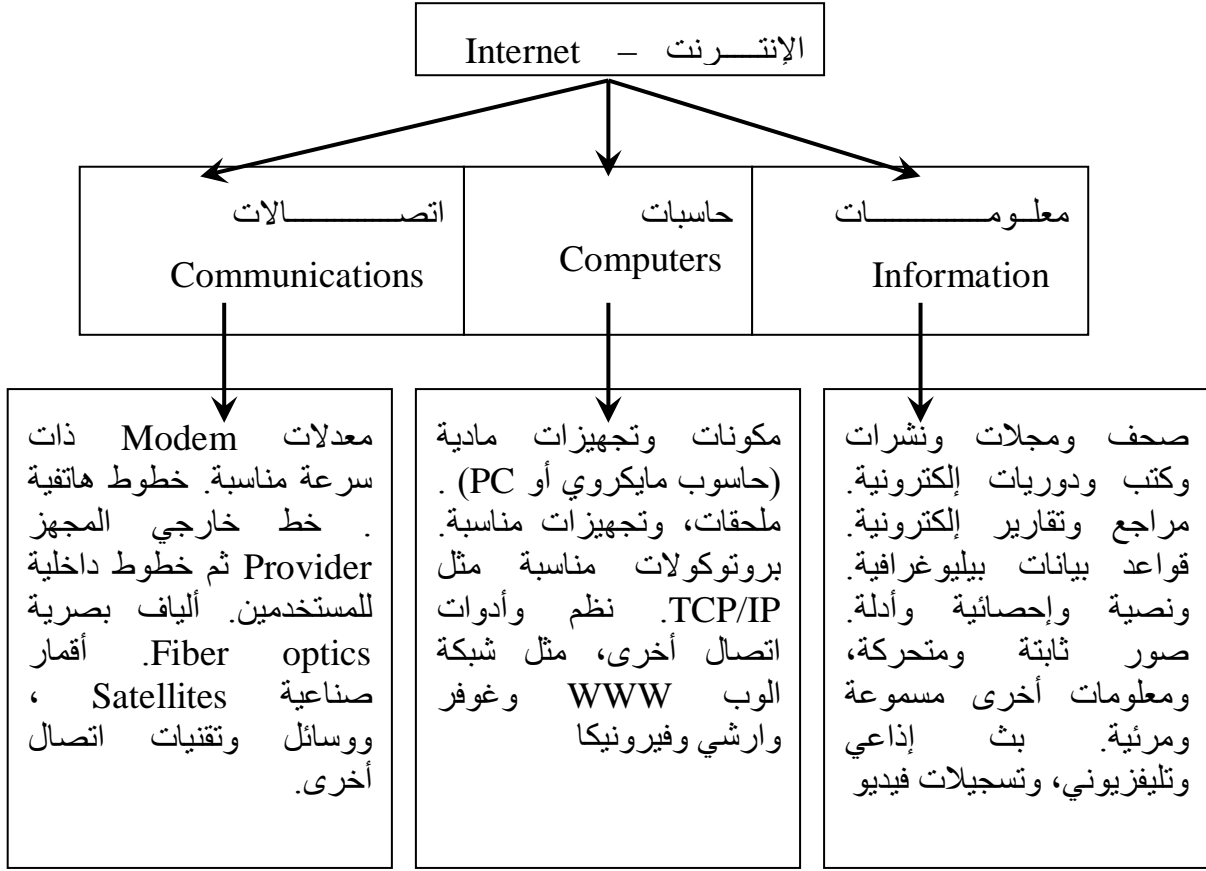 الإنتـــــرنت – Internet
معلـومـــــــــات
Information
حاسبات
Computers
اتصـــــــــــالات
Communications
صحف ومجلات ونشرات
وكتب ودوريات إلكترونية.
مراجع وتقارير إلكترونية.
قواعد بيانات بيليوغرافية.
ونصية وإحصائية وأدلة.
صور ثابتة ومتحركة،
ومعلومات أخرى مسموعة
ومرئية. بث إذاعي
وتليفزيوني، وتسجيلات فيديو
مكونات وتجهيزات مادية
(حاسوب مايكروي أو PC) .
ملحقات، وتجهيزات مناسبة.
بروتوكولات مناسبة مثل
TCP/IP. نظم وأدوات
اتصال أخرى، مثل شبكة
الوب WWW وغوفر
وارشي وفيرونيكا
معدلات Modem ذات
سرعة مناسبة. خطوط هاتفية
. خط خارجي المجهز
Provider ثم خطوط داخلية
للمستخدمين. ألياف بصرية
Fiber optics. أقمار
صناعية Satellites ،
ووسائل وتقنيات اتصال
أخرى.